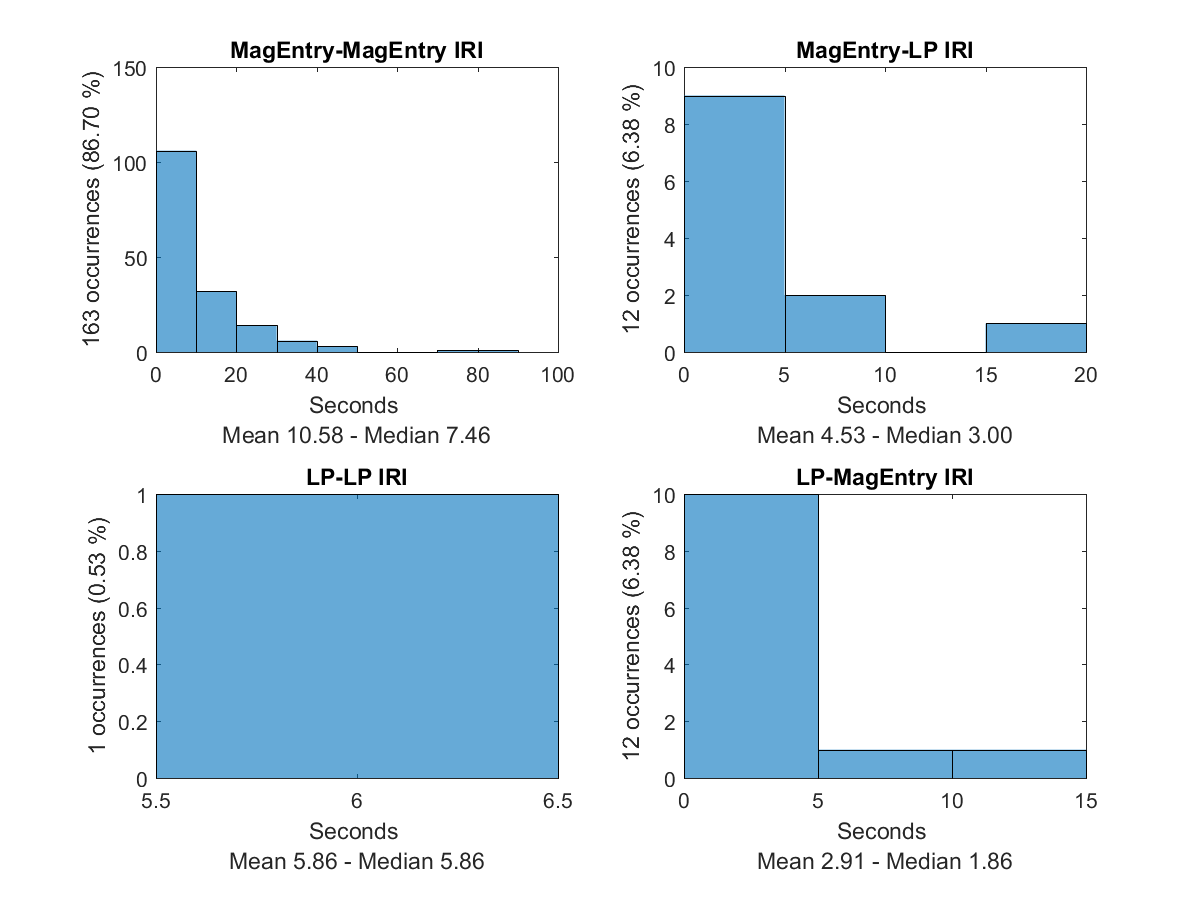 MagEntry-MagEntry IRI
163 occurrences (86.70 %)
150
100
50
0
0 20 40 60 80 100
Seconds
Mean 10.58 - Median 7.46
MagEntry-LP IRI
12 occurrences (6.38 %)
10
8
6
4
2
0
0 5 10 15 20
Seconds
Mean 4.53 - Median 3.00
LP-LP IRI
1 occurrences (0.53 %)
1
0.8
0.6
0.4
0.2
0
5.5 6 6.5
Seconds
Mean 5.86 - Median 5.86
LP-MagEntry IRI
12 occurrences (6.38 %)
10
8
6
4
2
0
0 5 10 15
Seconds
Mean 2.91 - Median 1.86